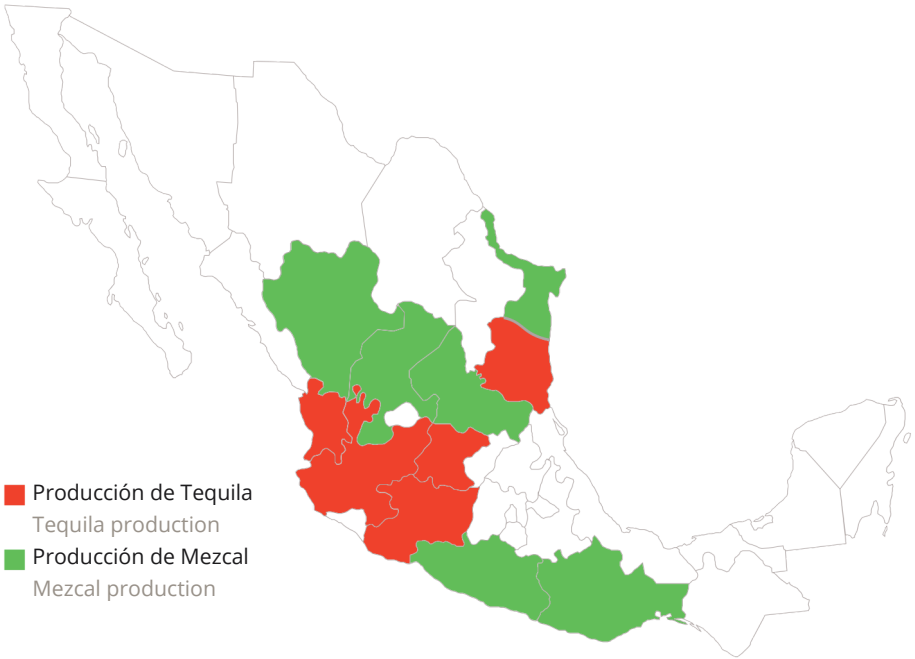 Producción de Tequila
Tequila production
Producción de Mezcal
Mezcal production